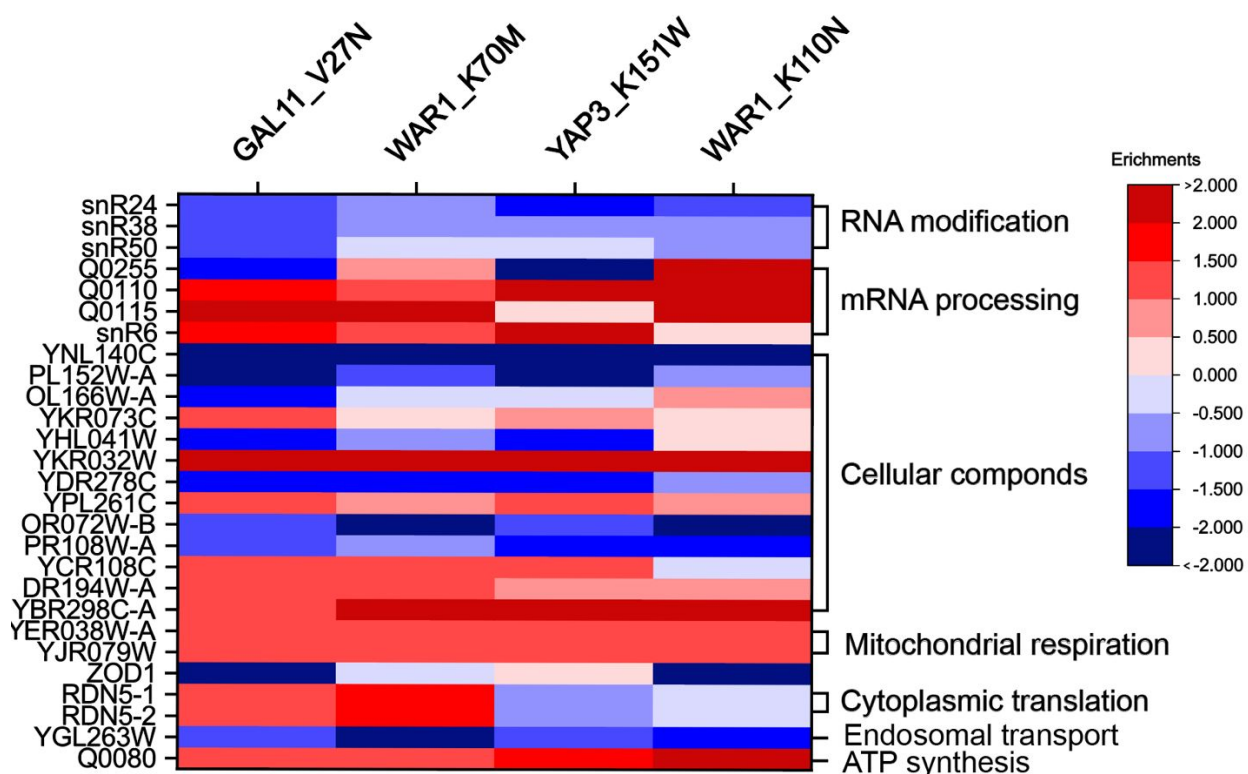 GAL11_V27N
WAR1_K70M
YAP3_K151W
WAR1_K110N
Erichments
>2.000
2.000
1.500
1.000
0.500
0.000
-0.500
-1.000
-1.500
-2.000
<-2.000
snR24
snR38
snR50
Q0255
Q0110
Q0115
snR6
YNL140C
PL152W-A
OL166W-A
YKR073C
YHL041W
YKR032W
YDR278C
YPL261C
OR072W-B
PR108W-A
YCR108C
DR194W-A
YBR298C-A
YER038W-A
YJR079W
ZOD1
RDN5-1
RDN5-2
YGL263W
Q0080
RNA modification
mRNA processing
Cellular componds
Mitochondrial respiration
Cytoplasmic translation
Endosomal transport
ATP synthesis